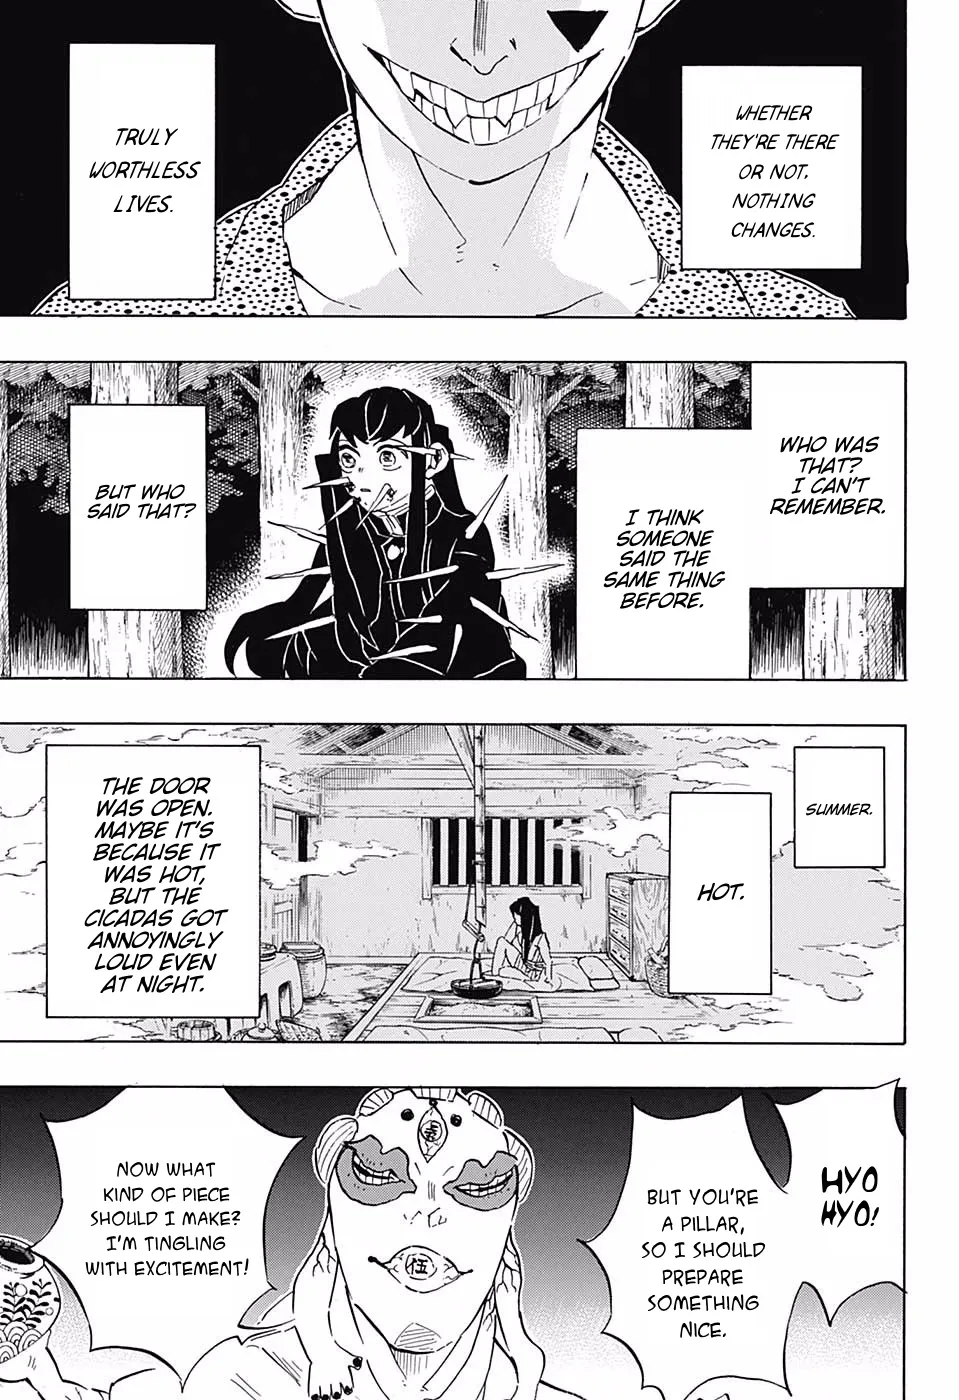 WHETHER
THEY'RE THERE
OR NOT,
NOTHING
CHANGES.
TRULY
WORTHLESS
LIVES.
WHO WAS
THAT?
I CAN'T
REMEMBER.
I THINK
SOMEONE
SAID THE
SAME THING
BEFORE.
BUT WHO
SAID THAT?
SUMMER.
HOT.
THE DOOR
WAS OPEN.
MAYBE IT'S
BECAUSE IT
WAS HOT,
BUT THE
CICADAS GOT
ANNOYINGLY
LOUD EVEN
AT NIGHT.
HYO
HYO!
BUT YOU'RE
A PILLAR,
SO I SHOULD
PREPARE
SOMETHING
NICE.
NOW WHAT
KIND OF PIECE
SHOULD I MAKE?
I'M TINGLING
WITH EXCITEMENT!
伍